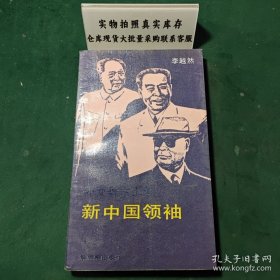 实物拍照真实库存
仓库现货大批量采购联系客服
李越然
新中国领袖
孔夫子旧书网